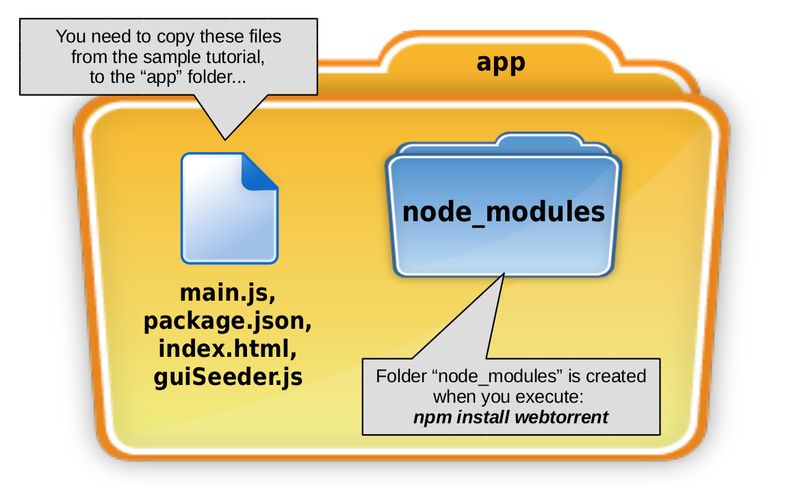 You need to copy these files
from the sample tutorial,
to the “app” folder...
app
node_modules
main.js,
package.json,
index.html,
guiSeeder.js
Folder “node_modules” is created
when you execute:
npm install webtorrent